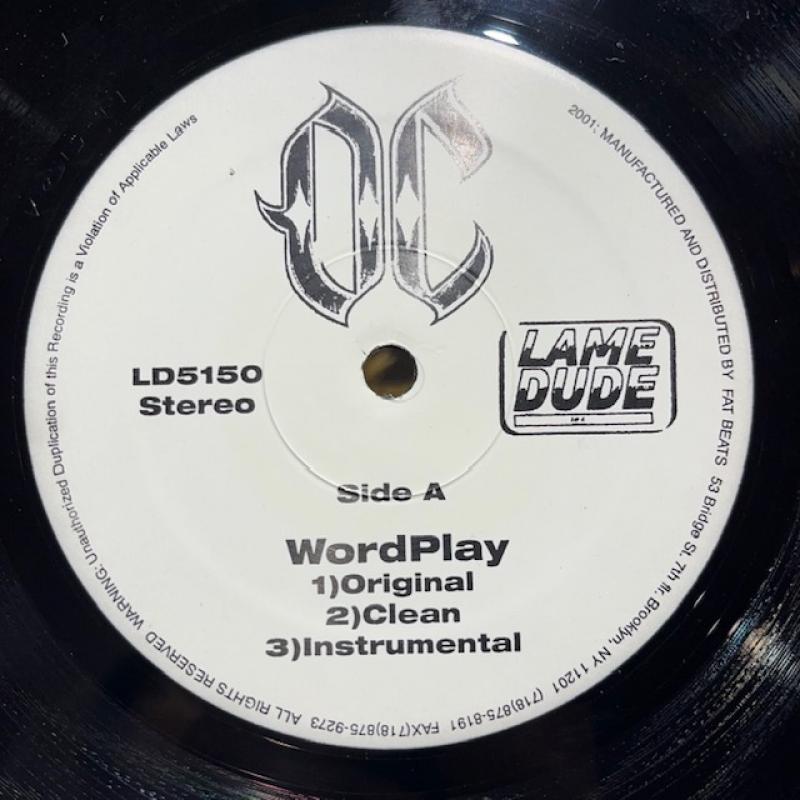 OC
LAME
DUDE
LD5150
Stereo
Side A
WordPlay
1)Original
2)Clean
3)Instrumental
2001; MANUFACTURED AND DISTRIBUTED BY FAT BEATS 53 Bridge St. 7th flr. Brooklyn, NY 11201 (718)875-8191 FAX(718)875-9273 ALL RIGHTS RESERVED WARNING: Unauthorized Duplication of this Recording is a Violation of Applicable Laws